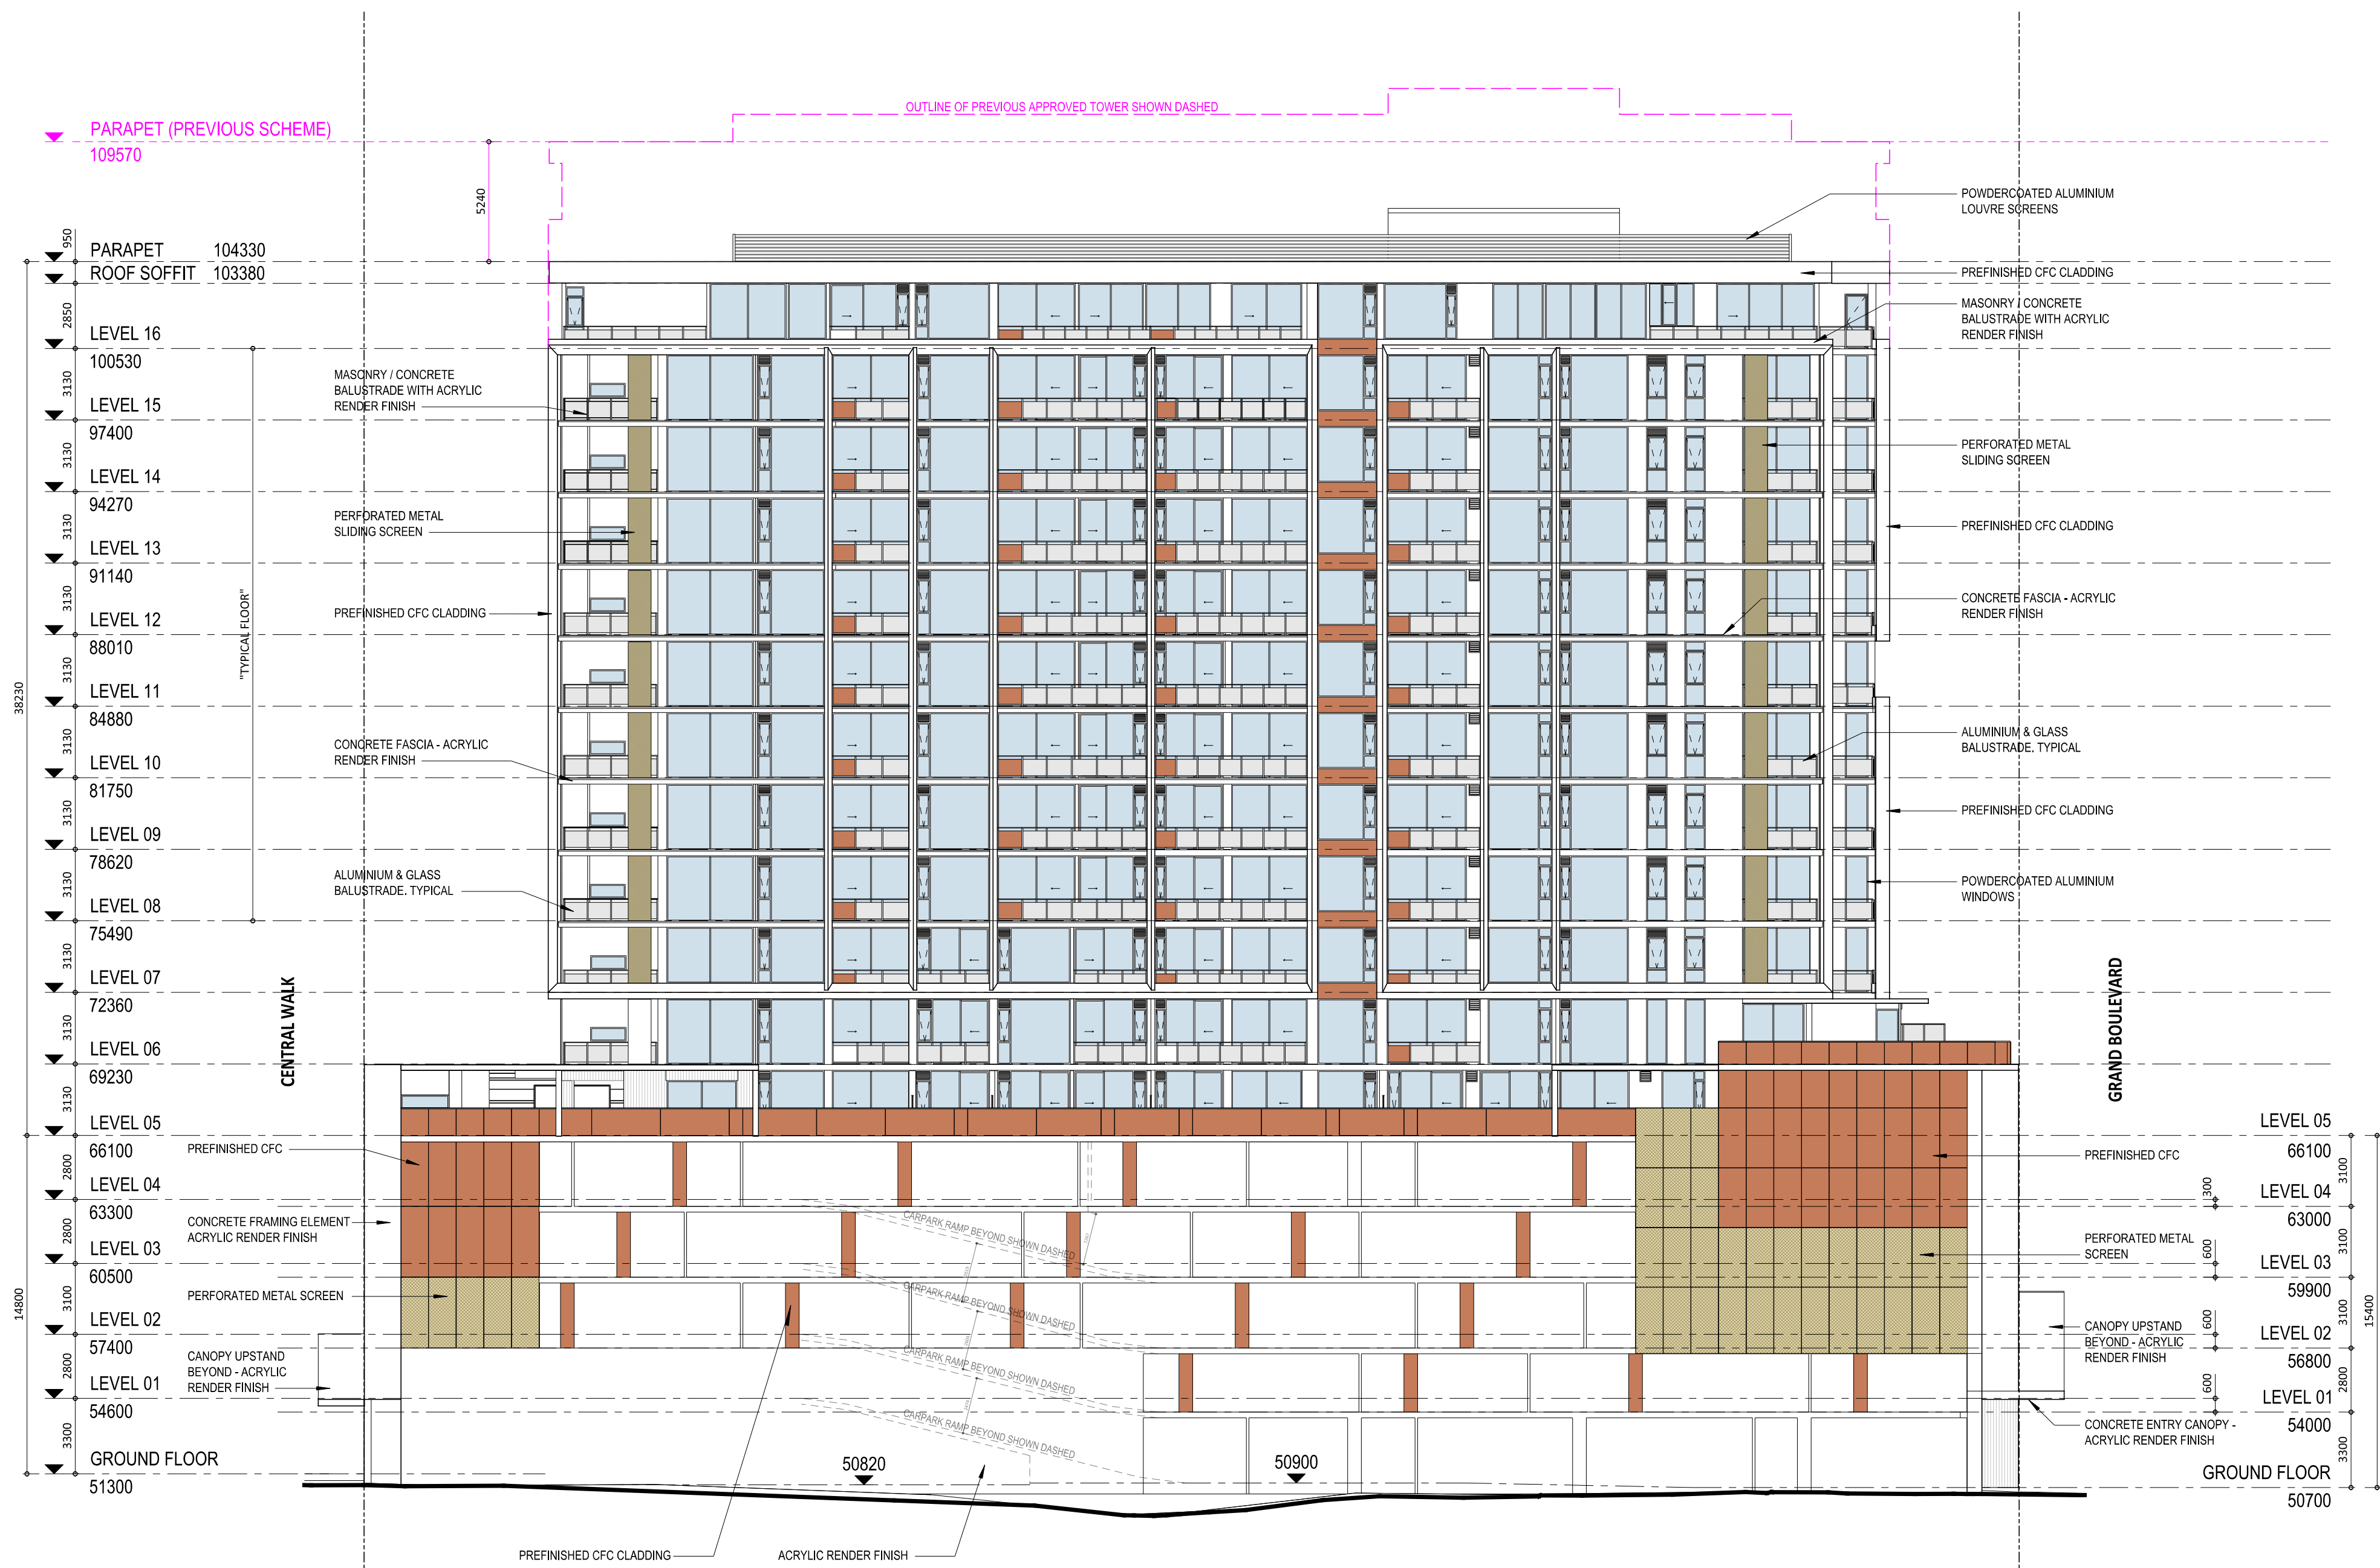 OUTLINE OF PREVIOUS APPROVED TOWER SHOWN DASHED
PARAPET (PREVIOUS SCHEME)
109570
5240
950
PARAPET 104330
ROOF SOFFIT 103380
2850
LEVEL 16
100530
3130
LEVEL 15
97400
3130
LEVEL 14
94270
3130
LEVEL 13
91140
3130
LEVEL 12
88010
3130
LEVEL 11
84880
3130
LEVEL 10
81750
3130
LEVEL 09
78620
3130
LEVEL 08
75490
3130
LEVEL 07
72360
3130
LEVEL 06
69230
3130
LEVEL 05
66100
2800
LEVEL 04
63300
2800
LEVEL 03
60500
3100
LEVEL 02
57400
2800
LEVEL 01
54600
3300
GROUND FLOOR
51300
38230
14800
"TYPICAL FLOOR"
CENTRAL WALK
MASONRY / CONCRETE
BALUSTRADE WITH ACRYLIC
RENDER FINISH
PERFORATED METAL
SLIDING SCREEN
PREFINISHED CFC CLADDING
CONCRETE FASCIA - ACRYLIC
RENDER FINISH
ALUMINIUM & GLASS
BALUSTRADE. TYPICAL
PREFINISHED CFC
CONCRETE FRAMING ELEMENT
ACRYLIC RENDER FINISH
PERFORATED METAL SCREEN
CANOPY UPSTAND
BEYOND - ACRYLIC
RENDER FINISH
CARPARK RAMP BEYOND SHOWN DASHED
CARPARK RAMP BEYOND SHOWN DASHED
CARPARK RAMP BEYOND SHOWN DASHED
CARPARK RAMP BEYOND SHOWN DASHED
50820
50900
PREFINISHED CFC CLADDING
ACRYLIC RENDER FINISH
POWDERCOATED ALUMINIUM
LOUVRE SCREENS
PREFINISHED CFC CLADDING
MASONRY / CONCRETE
BALUSTRADE WITH ACRYLIC
RENDER FINISH
PERFORATED METAL
SLIDING SCREEN
PREFINISHED CFC CLADDING
CONCRETE FASCIA - ACRYLIC
RENDER FINISH
ALUMINIUM & GLASS
BALUSTRADE. TYPICAL
PREFINISHED CFC CLADDING
POWDERCOATED ALUMINIUM
WINDOWS
GRAND BOULEVARD
PREFINISHED CFC
PERFORATED METAL
SCREEN
CANOPY UPSTAND
BEYOND - ACRYLIC
RENDER FINISH
CONCRETE ENTRY CANOPY -
ACRYLIC RENDER FINISH
LEVEL 05
66100
3100
300
LEVEL 04
63000
3100
600
LEVEL 03
59900
3100
600
LEVEL 02
56800
2800
600
LEVEL 01
54000
3300
GROUND FLOOR
50700
15400